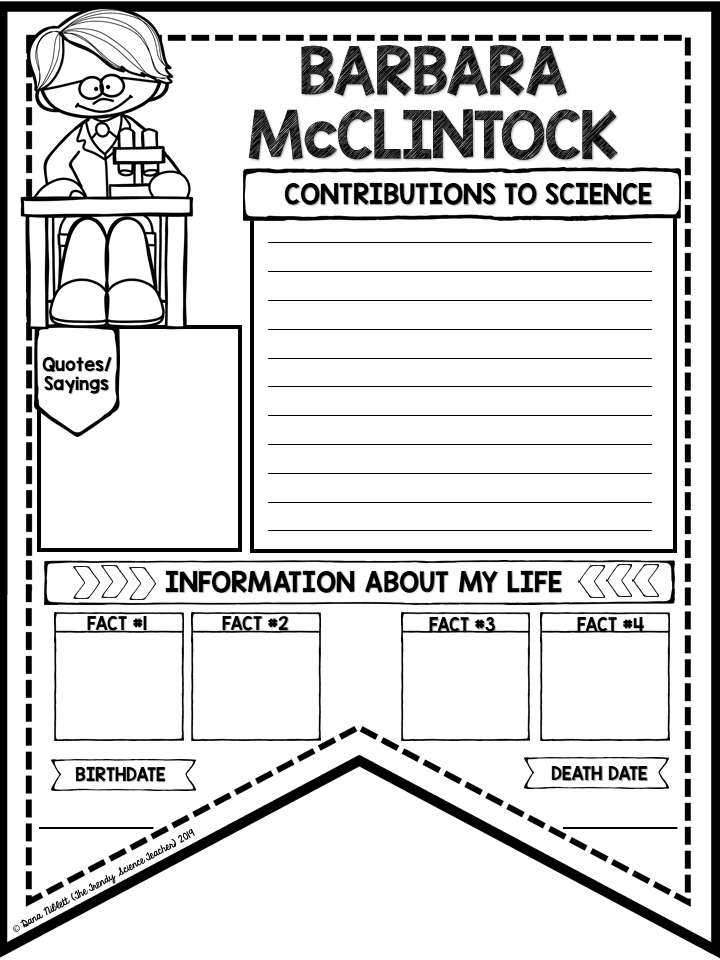 BARBARA
McCLINTOCK
CONTRIBUTIONS TO SCIENCE
Quotes/
Sayings
INFORMATION ABOUT MY LIFE
FACT #1 FACT #2 FACT #3 FACT #4
BIRTHDATE DEATH DATE
© Dana Niblett (The Trendy Science Teacher) 2019